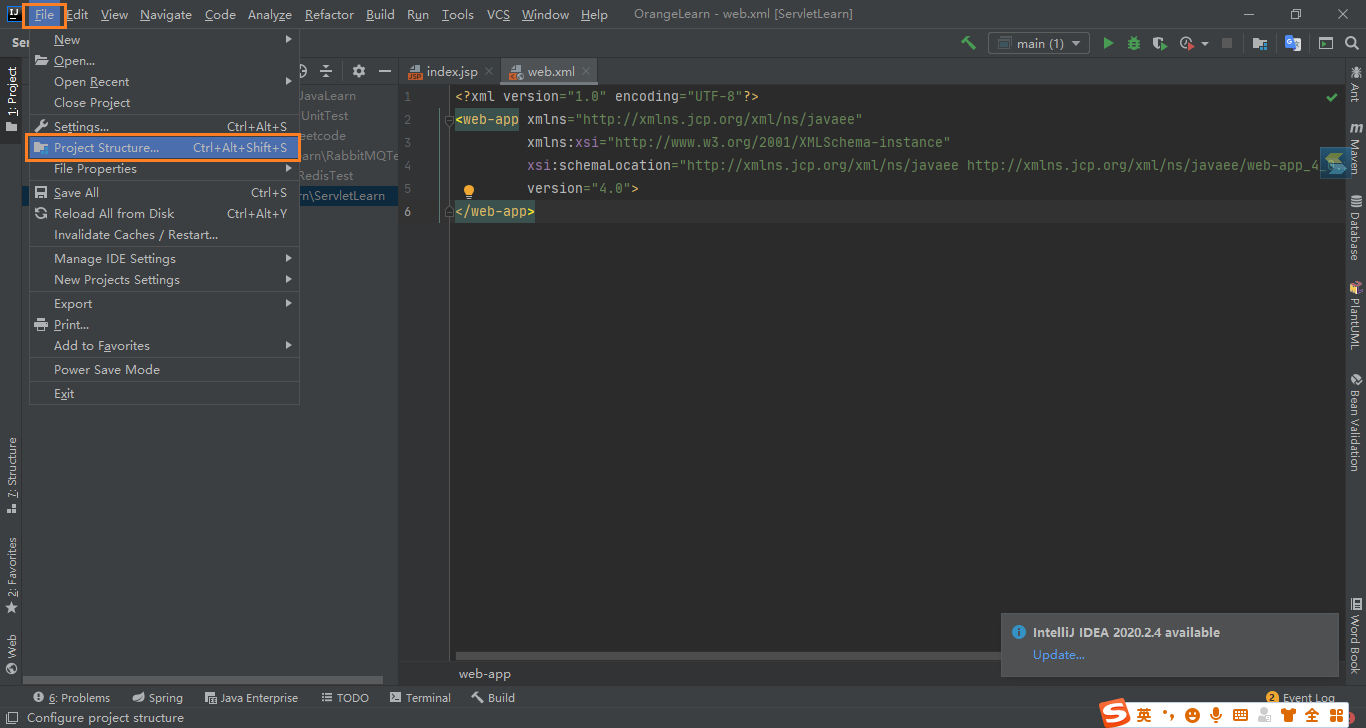 File Edit View Navigate Code Analyze Refactor Build Run Tools VCS Window Help OrangeLearn - web.xml [ServletLearn]
main (1)
New
Open...
Open Recent
Close Project
Settings... Ctrl+Alt+S
Project Structure... Ctrl+Alt+Shift+S
File Properties
Save All Ctrl+S
Reload All from Disk Ctrl+Alt+Y
Invalidate Caches / Restart...
Manage IDE Settings
New Projects Settings
Export
Print...
Add to Favorites
Power Save Mode
Exit
JavaLearn
UnitTest
eetcode
arn\RabbitMQTe
RedisTest
rn\ServletLearn
index.jsp web.xml
1 <?xml version="1.0" encoding="UTF-8"?>
2 <web-app xmlns="http://xmlns.jcp.org/xml/ns/javaee"
3 xmlns:xsi="http://www.w3.org/2001/XMLSchema-instance"
4 xsi:schemaLocation="http://xmlns.jcp.org/xml/ns/javaee http://xmlns.jcp.org/xml/ns/javaee/web-app_4_
5 version="4.0">
6 </web-app>
web-app
1: Project
7: Structure
2: Favorites
Web
Ant
Maven
Database
PlantUML
Bean Validation
Word Book
IntelliJ IDEA 2020.2.4 available
Update...
6: Problems Spring Java Enterprise TODO Terminal Build 2 Event Log
Configure project structure
英 全